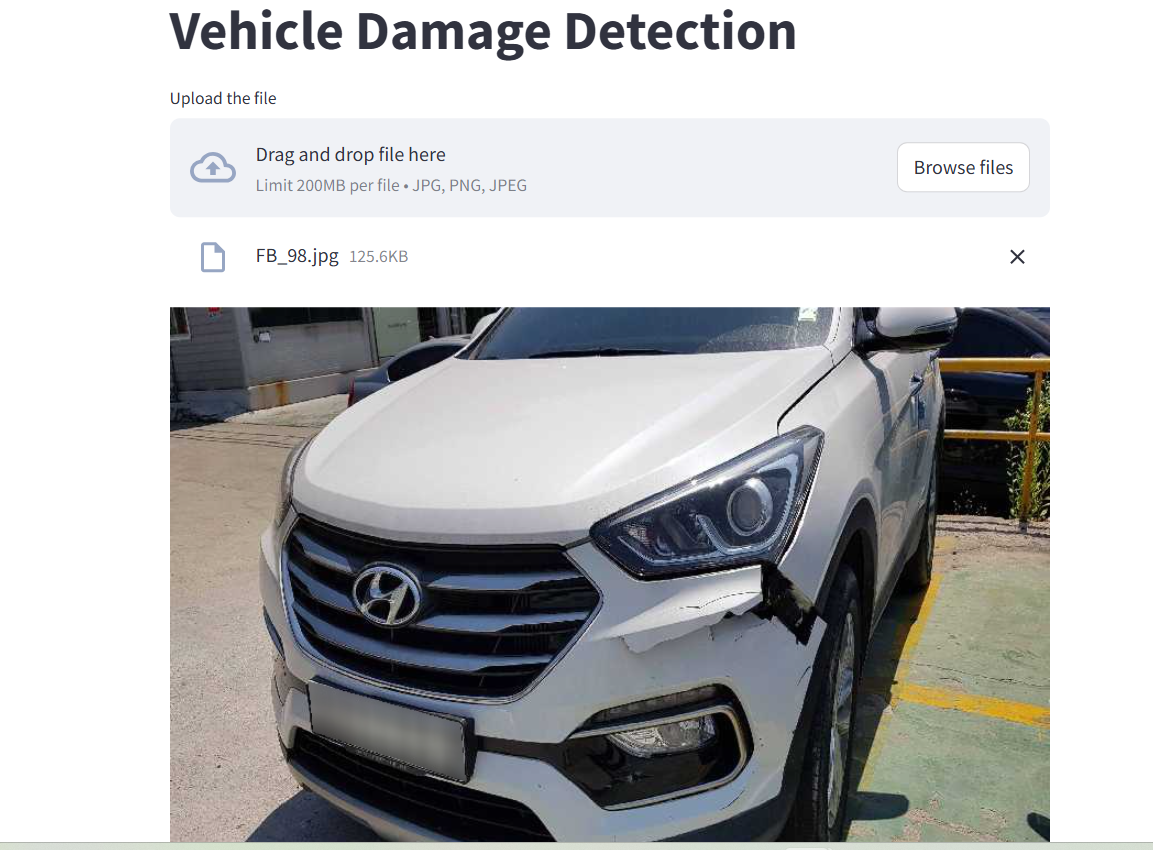 Vehicle Damage Detection
Upload the file
Drag and drop file here
Limit 200MB per file • JPG, PNG, JPEG
Browse files
FB_98.jpg 125.6KB